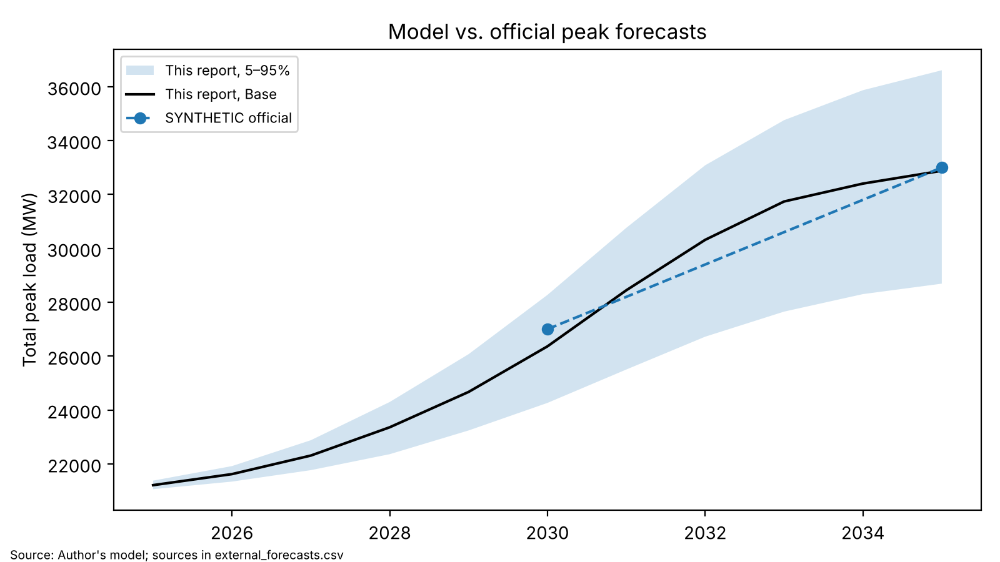 Model vs. official peak forecasts
This report, 5–95%
This report, Base
SYNTHETIC official
Total peak load (MW)
36000
34000
32000
30000
28000
26000
24000
22000
2026
2028
2030
2032
2034
Source: Author's model; sources in external_forecasts.csv